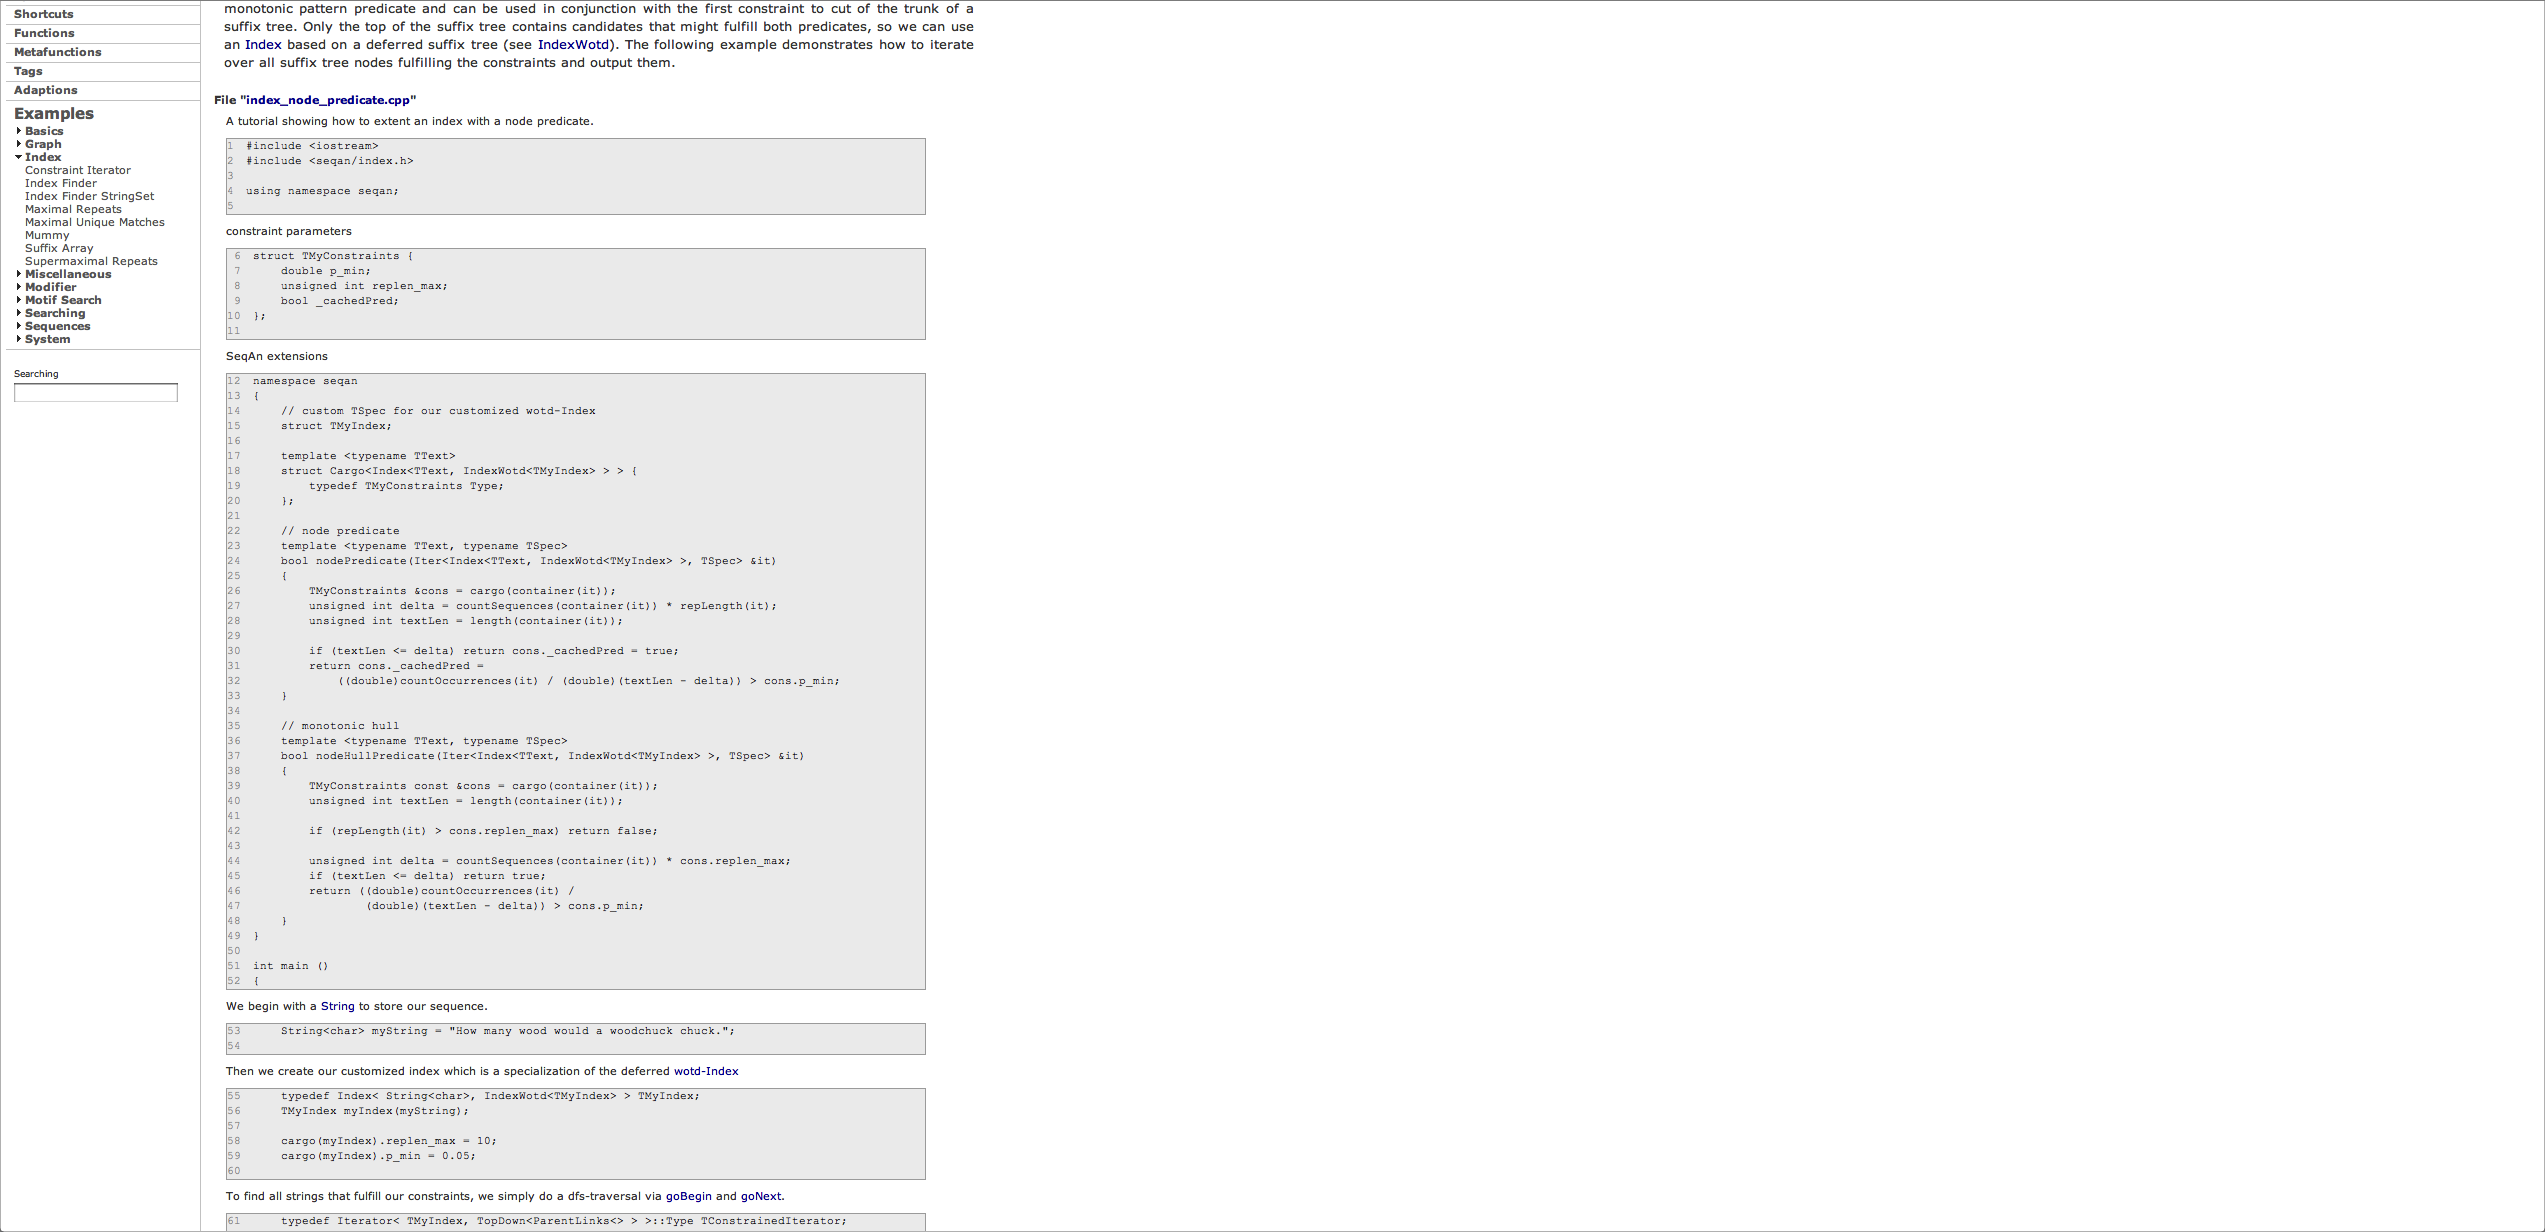 Shortcuts
Functions
Metafunctions
Tags
Adaptions
Examples
Basics
Graph
Index
Constraint Iterator
Index Finder
Index Finder StringSet
Maximal Repeats
Maximal Unique Matches
Mummy
Suffix Array
Supermaximal Repeats
Miscellaneous
Modifier
Motif Search
Searching
Sequences
System
Searching
monotonic pattern predicate and can be used in conjunction with the first constraint to cut of the trunk of a
suffix tree. Only the top of the suffix tree contains candidates that might fulfill both predicates, so we can use
an Index based on a deferred suffix tree (see IndexWotd). The following example demonstrates how to iterate
over all suffix tree nodes fulfilling the constraints and output them.
File "index_node_predicate.cpp"
A tutorial showing how to extent an index with a node predicate.
1 #include <iostream>
2 #include <seqan/index.h>
3
4 using namespace seqan;
5
constraint parameters
6 struct TMyConstraints {
7 double p_min;
8 unsigned int replen_max;
9 bool _cachedPred;
10 };
11
SeqAn extensions
12 namespace seqan
13 {
14 // custom TSpec for our customized wotd-Index
15 struct TMyIndex;
16
17 template <typename TText>
18 struct Cargo<Index<TText, IndexWotd<TMyIndex> > > {
19 typedef TMyConstraints Type;
20 };
21
22 // node predicate
23 template <typename TText, typename TSpec>
24 bool nodePredicate(Iter<Index<TText, IndexWotd<TMyIndex> >, TSpec> &it)
25 {
26 TMyConstraints &cons = cargo(container(it));
27 unsigned int delta = countSequences(container(it)) * repLength(it);
28 unsigned int textLen = length(container(it));
29
30 if (textLen <= delta) return cons._cachedPred = true;
31 return cons._cachedPred =
32 ((double)countOccurrences(it) / (double)(textLen - delta)) > cons.p_min;
33 }
34
35 // monotonic hull
36 template <typename TText, typename TSpec>
37 bool nodeHullPredicate(Iter<Index<TText, IndexWotd<TMyIndex> >, TSpec> &it)
38 {
39 TMyConstraints const &cons = cargo(container(it));
40 unsigned int textLen = length(container(it));
41
42 if (repLength(it) > cons.replen_max) return false;
43
44 unsigned int delta = countSequences(container(it)) * cons.replen_max;
45 if (textLen <= delta) return true;
46 return ((double)countOccurrences(it) /
47 (double)(textLen - delta)) > cons.p_min;
48 }
49 }
50
51 int main ()
52 {
We begin with a String to store our sequence.
53 String<char> myString = "How many wood would a woodchuck chuck.";
54
Then we create our customized index which is a specialization of the deferred wotd-Index
55 typedef Index< String<char>, IndexWotd<TMyIndex> > TMyIndex;
56 TMyIndex myIndex(myString);
57
58 cargo(myIndex).replen_max = 10;
59 cargo(myIndex).p_min = 0.05;
60
To find all strings that fulfill our constraints, we simply do a dfs-traversal via goBegin and goNext.
61 typedef Iterator< TMyIndex, TopDown<ParentLinks<> > >::Type TConstrainedIterator;